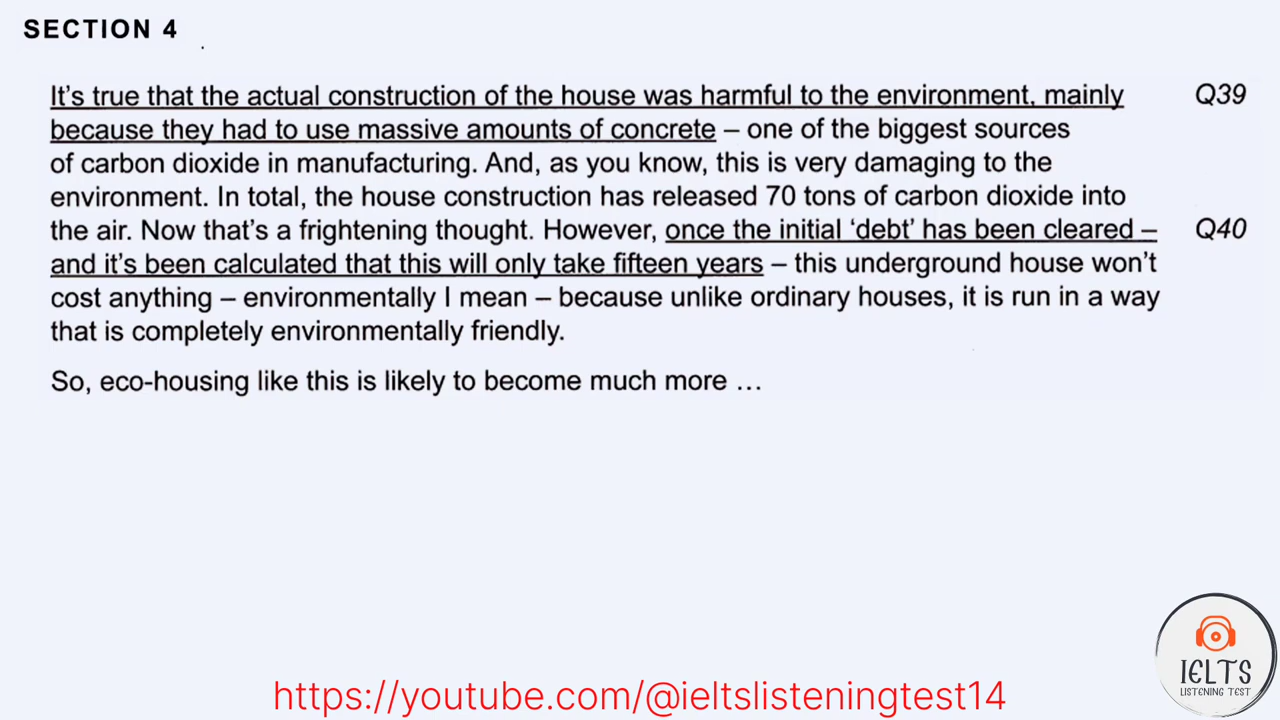 SECTION 4
It's true that the actual construction of the house was harmful to the environment, mainly Q39
because they had to use massive amounts of concrete – one of the biggest sources
of carbon dioxide in manufacturing. And, as you know, this is very damaging to the
environment. In total, the house construction has released 70 tons of carbon dioxide into
the air. Now that's a frightening thought. However, once the initial 'debt' has been cleared – Q40
and it's been calculated that this will only take fifteen years – this underground house won't
cost anything – environmentally I mean – because unlike ordinary houses, it is run in a way
that is completely environmentally friendly.
So, eco-housing like this is likely to become much more …
IELTS
LISTENING TEST
https://youtube.com/@ieltslisteningtest14